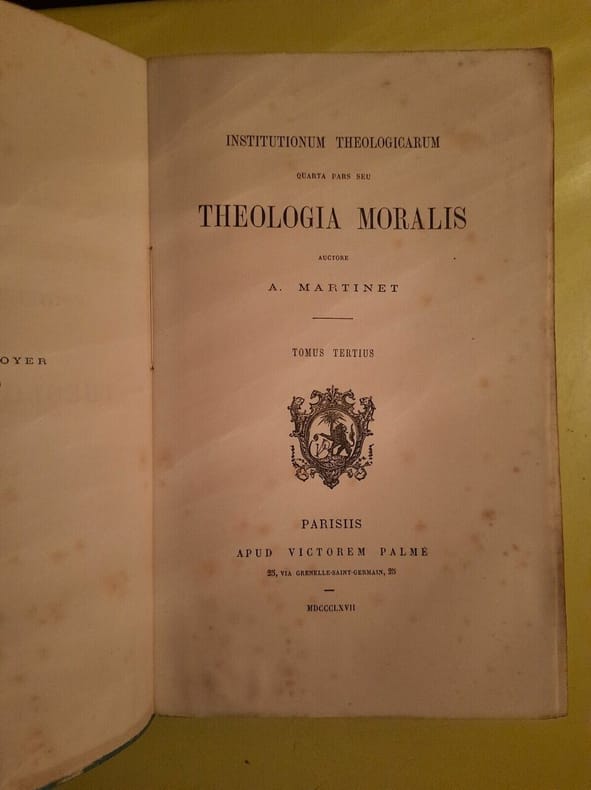 OYER
INSTITUTIONUM THEOLOGICARUM
QUARTA PARS SEU
THEOLOGIA MORALIS
AUCTORE
A. MARTINET
TOMUS TERTIUS
PARISIIS
APUD VICTOREM PALMÉ
25, VIA GRENELLE-SAINT-GERMAIN, 25
MDCCCLXVII